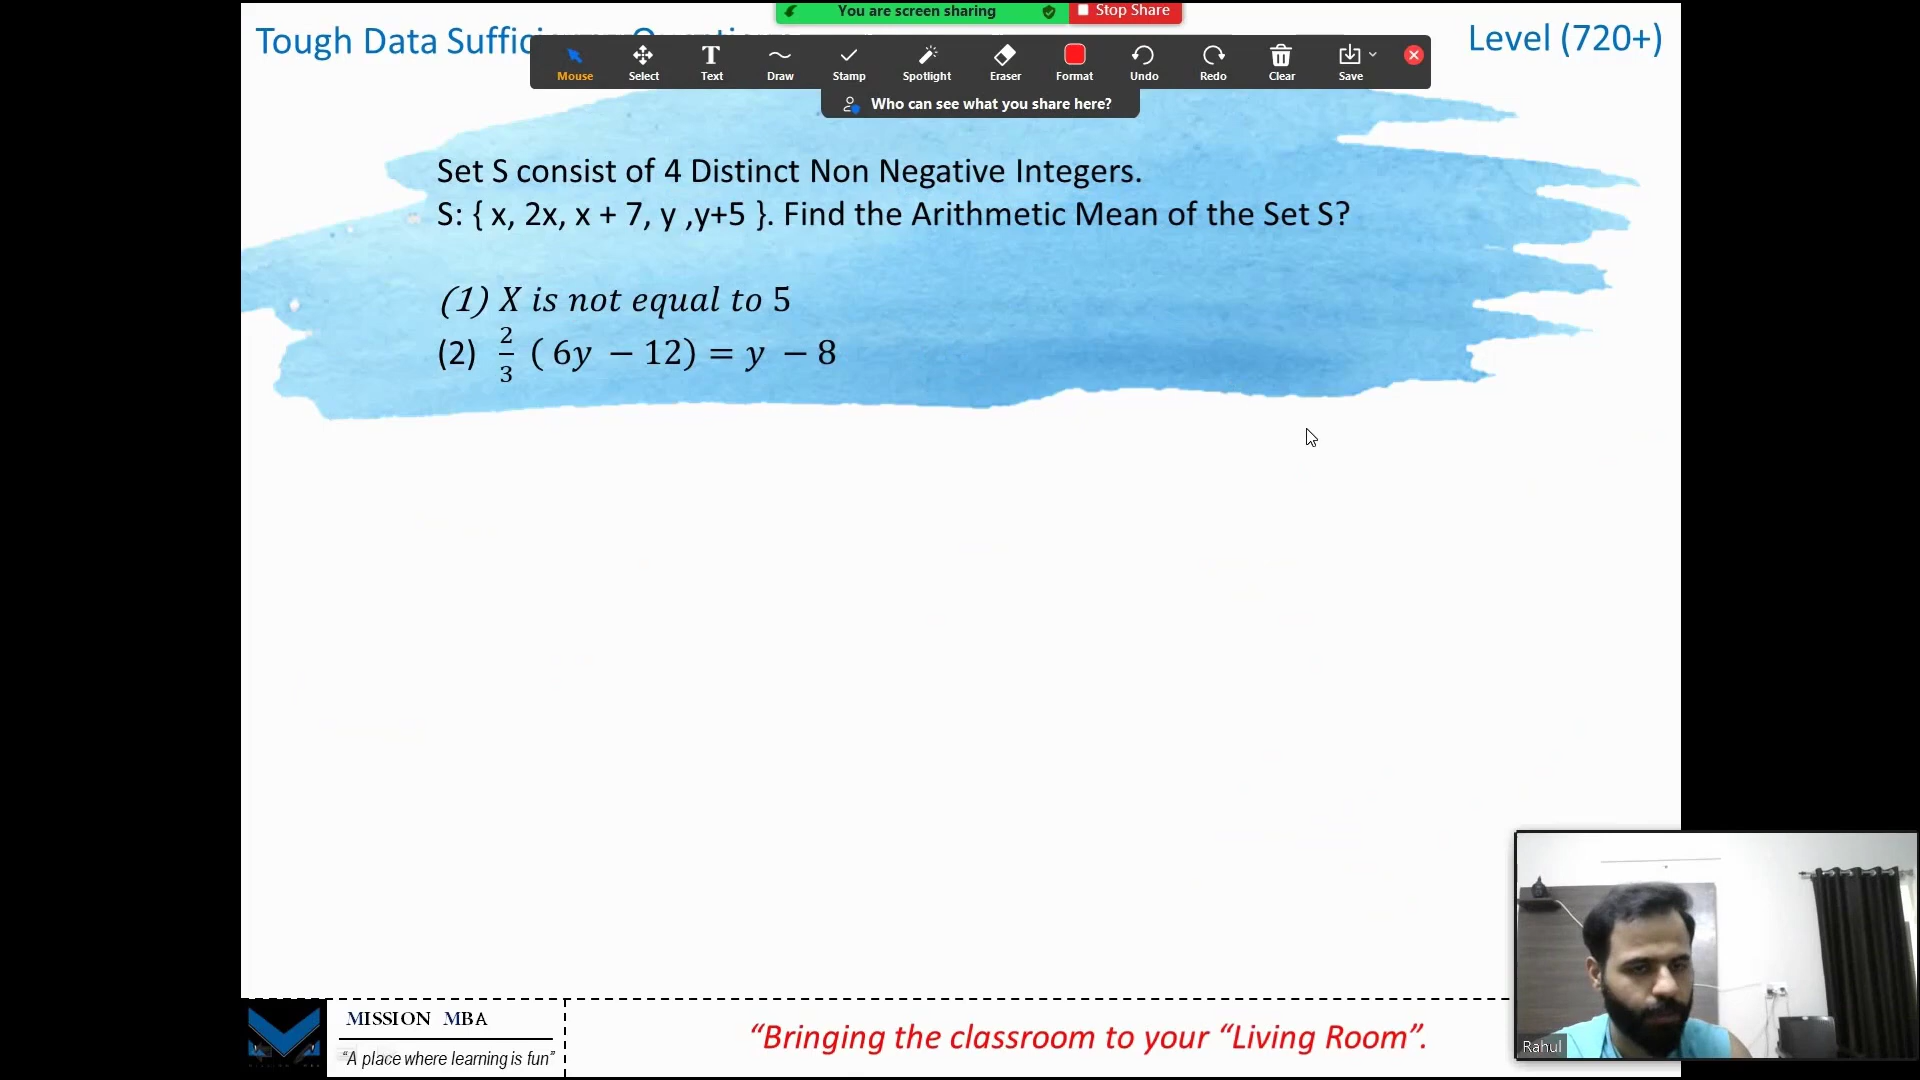 You are screen sharing
Stop Share
Tough Data
Level (720+)
Mouse
Select
Text
Draw
Stamp
Spotlight
Eraser
Format
Undo
Redo
Clear
Save
Who can see what you share here?
Set S consist of 4 Distinct Non Negative Integers.
S: { x, 2x, x + 7, y ,y+5 }. Find the Arithmetic Mean of the Set S?
(1) X is not equal to 5
(2) 2/3 ( 6y − 12) = y − 8
MISSION MBA
“A place where learning is fun”
“Bringing the classroom to your “Living Room”.
Rahul